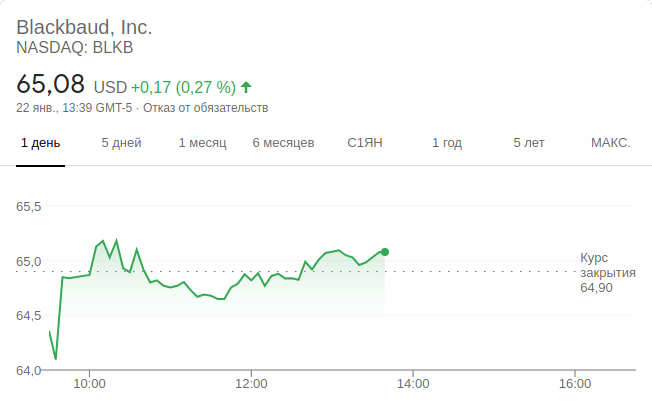 Blackbaud, Inc.
NASDAQ: BLKB
65,08 USD +0,17 (0,27 %)
22 янв., 13:39 GMT-5 · Отказ от обязательств
1 день 5 дней 1 месяц 6 месяцев С1ЯН 1 год 5 лет МАКС.
65,5
65,0
Курс
закрытия
64,90
64,5
64,0
10:00 12:00 14:00 16:00